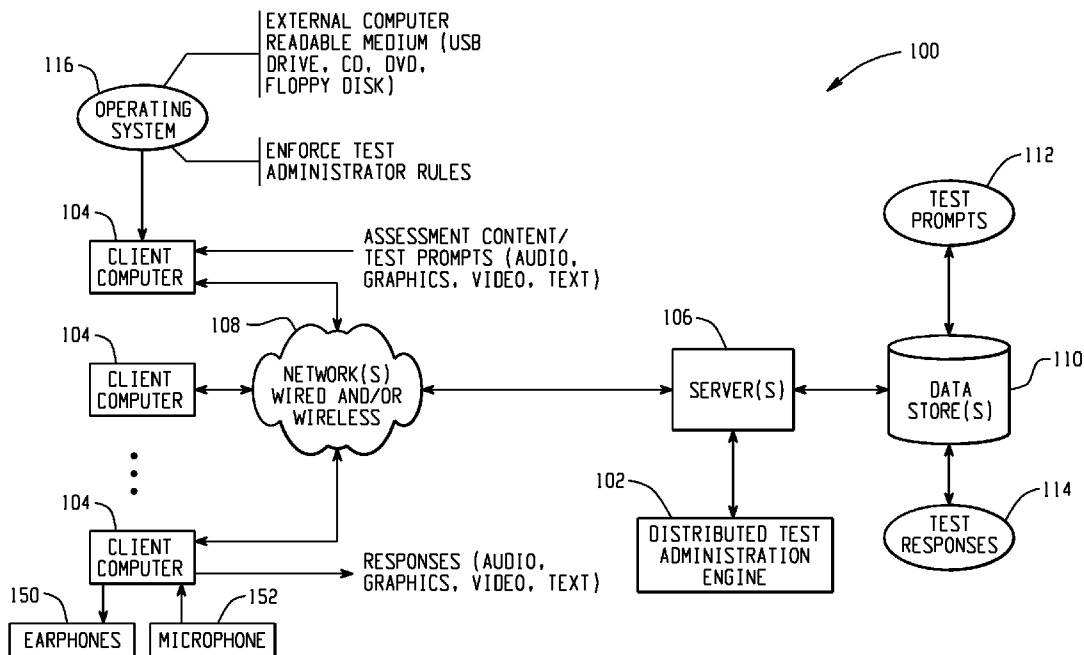 EXTERNAL COMPUTER
READABLE MEDIUM (USB
DRIVE, CD, DVD,
FLOPPY DISK)
100
116
OPERATING
SYSTEM
ENFORCE TEST
ADMINISTRATOR RULES
112
TEST
PROMPTS
104
CLIENT
COMPUTER
ASSESSMENT CONTENT/
TEST PROMPTS (AUDIO,
GRAPHICS, VIDEO, TEXT)
108
NETWORK(S)
WIRED AND/OR
WIRELESS
104
CLIENT
COMPUTER
106
SERVER(S)
110
DATA
STORE(S)
104
CLIENT
COMPUTER
RESPONSES (AUDIO,
GRAPHICS, VIDEO, TEXT)
102
DISTRIBUTED TEST
ADMINISTRATION
ENGINE
114
TEST
RESPONSES
150
EARPHONES
152
MICROPHONE